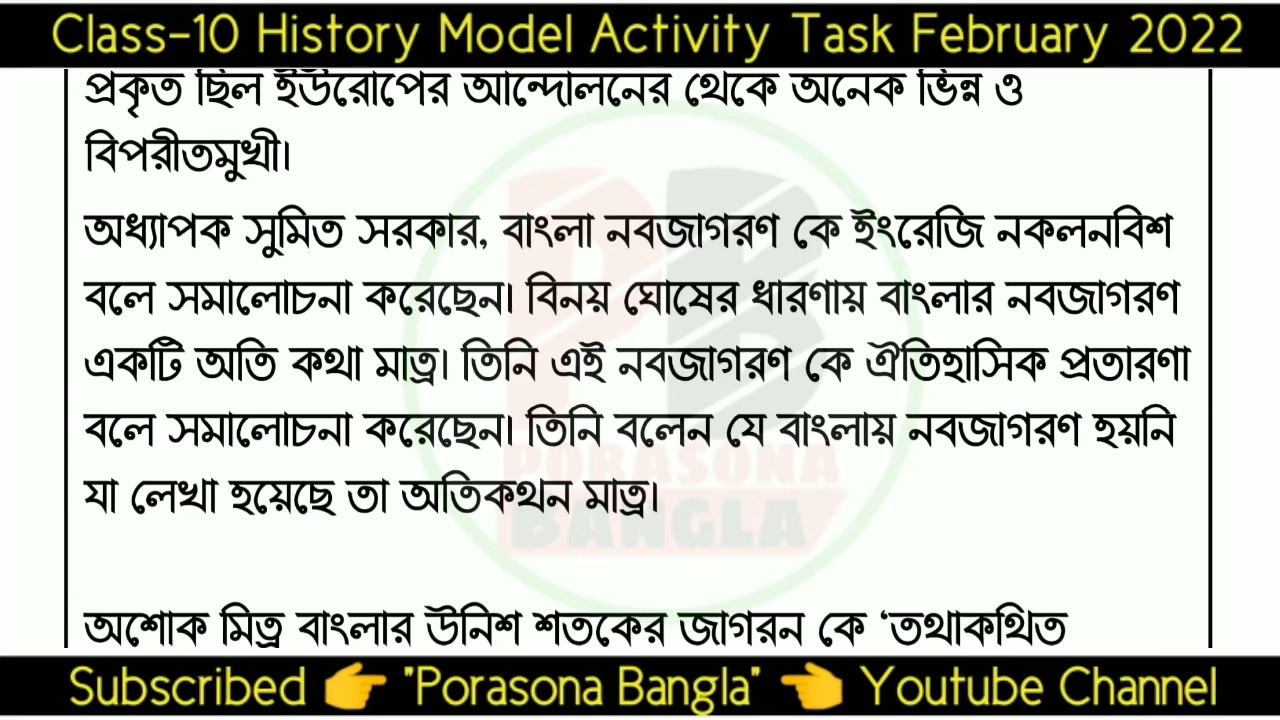 Class-10 History Model Activity Task February 2022
প্রকৃত ছিল ইউরোপের আন্দোলনের থেকে অনেক ভিন্ন ও
বিপরীতমুখী।
অধ্যাপক সুমিত সরকার, বাংলা নবজাগরণ কে ইংরেজি নকলনবিশ
বলে সমালোচনা করেছেন। বিনয় ঘোষের ধারণায় বাংলার নবজাগরণ
একটি অতি কথা মাত্র। তিনি এই নবজাগরণ কে ঐতিহাসিক প্রতারণা
বলে সমালোচনা করেছেন। তিনি বলেন যে বাংলায় নবজাগরণ হয়নি
যা লেখা হয়েছে তা অতিকথন মাত্র।
PORASONA
BANGLA
অশোক মিত্র বাংলার উনিশ শতকের জাগরন কে ‘তথাকথিত
Subscribed 👉 "Porasona Bangla" 👈 Youtube Channel